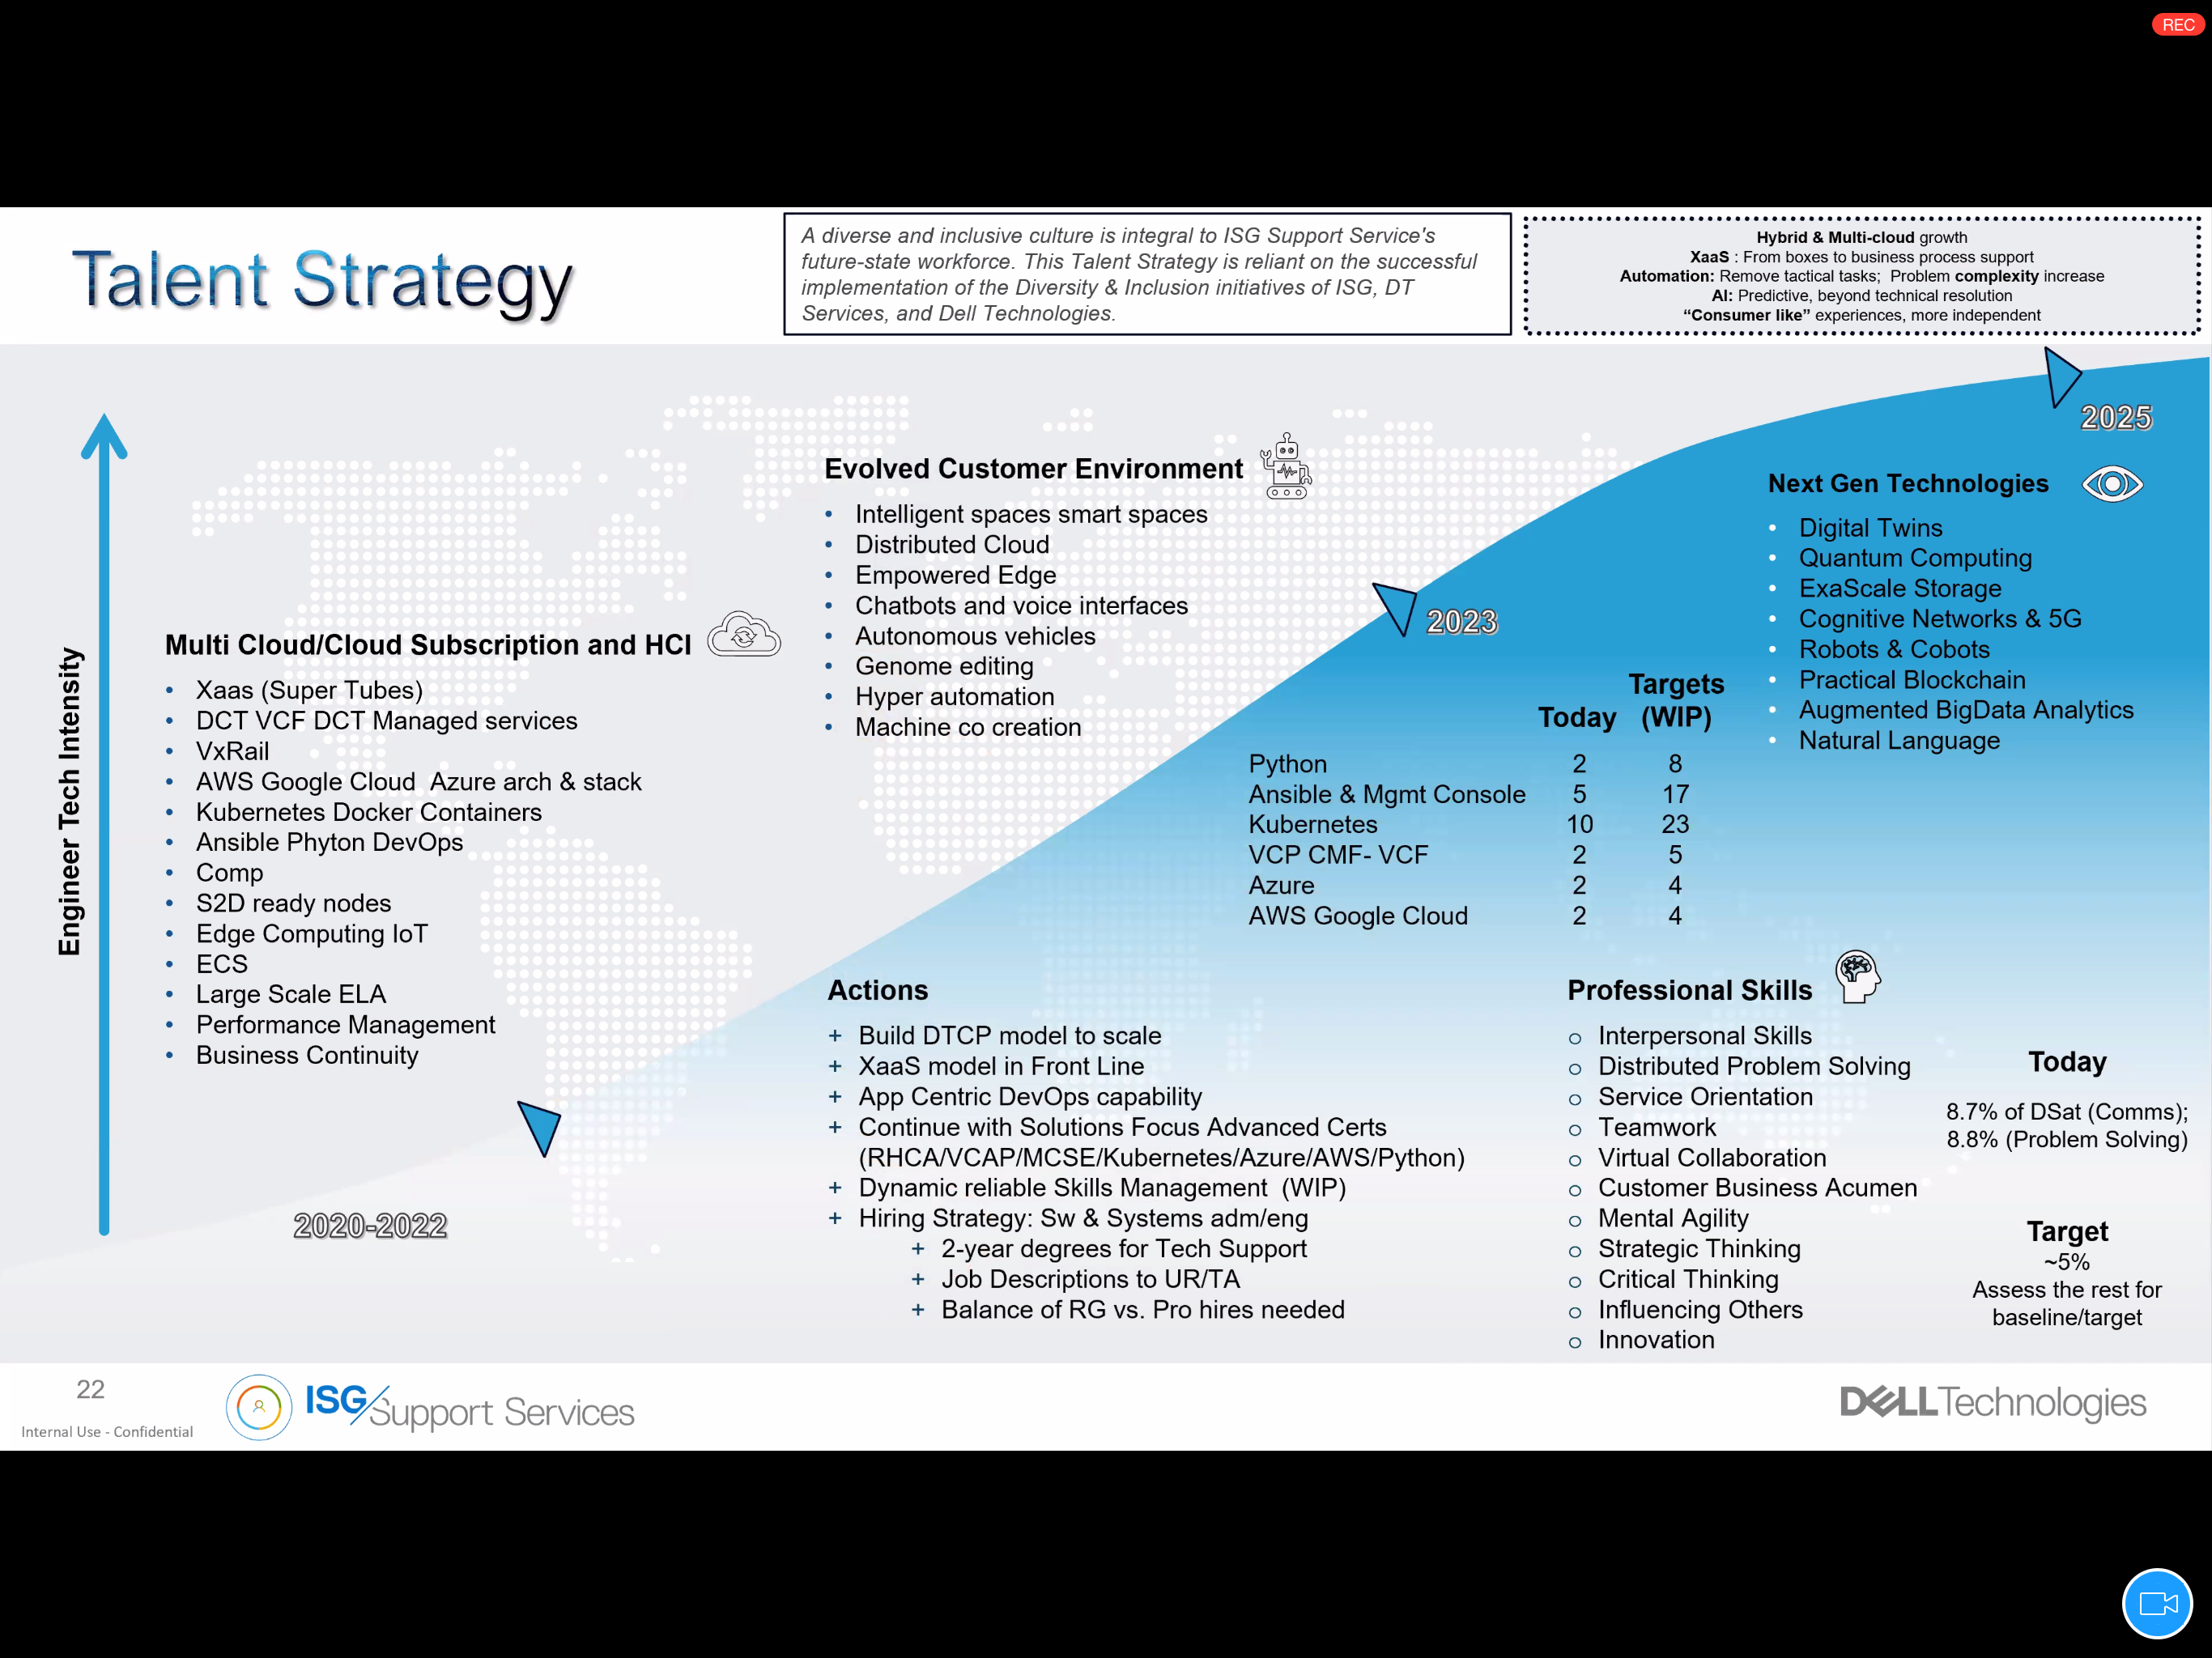 REC
Talent Strategy
A diverse and inclusive culture is integral to ISG Support Service's
future-state workforce. This Talent Strategy is reliant on the successful
implementation of the Diversity & Inclusion initiatives of ISG, DT
Services, and Dell Technologies.
Hybrid & Multi-cloud growth
XaaS : From boxes to business process support
Automation: Remove tactical tasks; Problem complexity increase
AI: Predictive, beyond technical resolution
“Consumer like” experiences, more independent
Engineer Tech Intensity
Multi Cloud/Cloud Subscription and HCI
• Xaas (Super Tubes)
• DCT VCF DCT Managed services
• VxRail
• AWS Google Cloud Azure arch & stack
• Kubernetes Docker Containers
• Ansible Phyton DevOps
• Comp
• S2D ready nodes
• Edge Computing IoT
• ECS
• Large Scale ELA
• Performance Management
• Business Continuity
2020-2022
Evolved Customer Environment
• Intelligent spaces smart spaces
• Distributed Cloud
• Empowered Edge
• Chatbots and voice interfaces
• Autonomous vehicles
• Genome editing
• Hyper automation
• Machine co creation
2023
2025
Next Gen Technologies
• Digital Twins
• Quantum Computing
• ExaScale Storage
• Cognitive Networks & 5G
• Robots & Cobots
• Practical Blockchain
• Augmented BigData Analytics
• Natural Language
Targets
Today (WIP)
Python 2 8
Ansible & Mgmt Console 5 17
Kubernetes 10 23
VCP CMF- VCF 2 5
Azure 2 4
AWS Google Cloud 2 4
Actions
+ Build DTCP model to scale
+ XaaS model in Front Line
+ App Centric DevOps capability
+ Continue with Solutions Focus Advanced Certs
(RHCA/VCAP/MCSE/Kubernetes/Azure/AWS/Python)
+ Dynamic reliable Skills Management (WIP)
+ Hiring Strategy: Sw & Systems adm/eng
+ 2-year degrees for Tech Support
+ Job Descriptions to UR/TA
+ Balance of RG vs. Pro hires needed
Professional Skills
o Interpersonal Skills
o Distributed Problem Solving
o Service Orientation
o Teamwork
o Virtual Collaboration
o Customer Business Acumen
o Mental Agility
o Strategic Thinking
o Critical Thinking
o Influencing Others
o Innovation
Today
8.7% of DSat (Comms);
8.8% (Problem Solving)
Target
~5%
Assess the rest for
baseline/target
22
Internal Use - Confidential
ISG/Support Services
DELLTechnologies